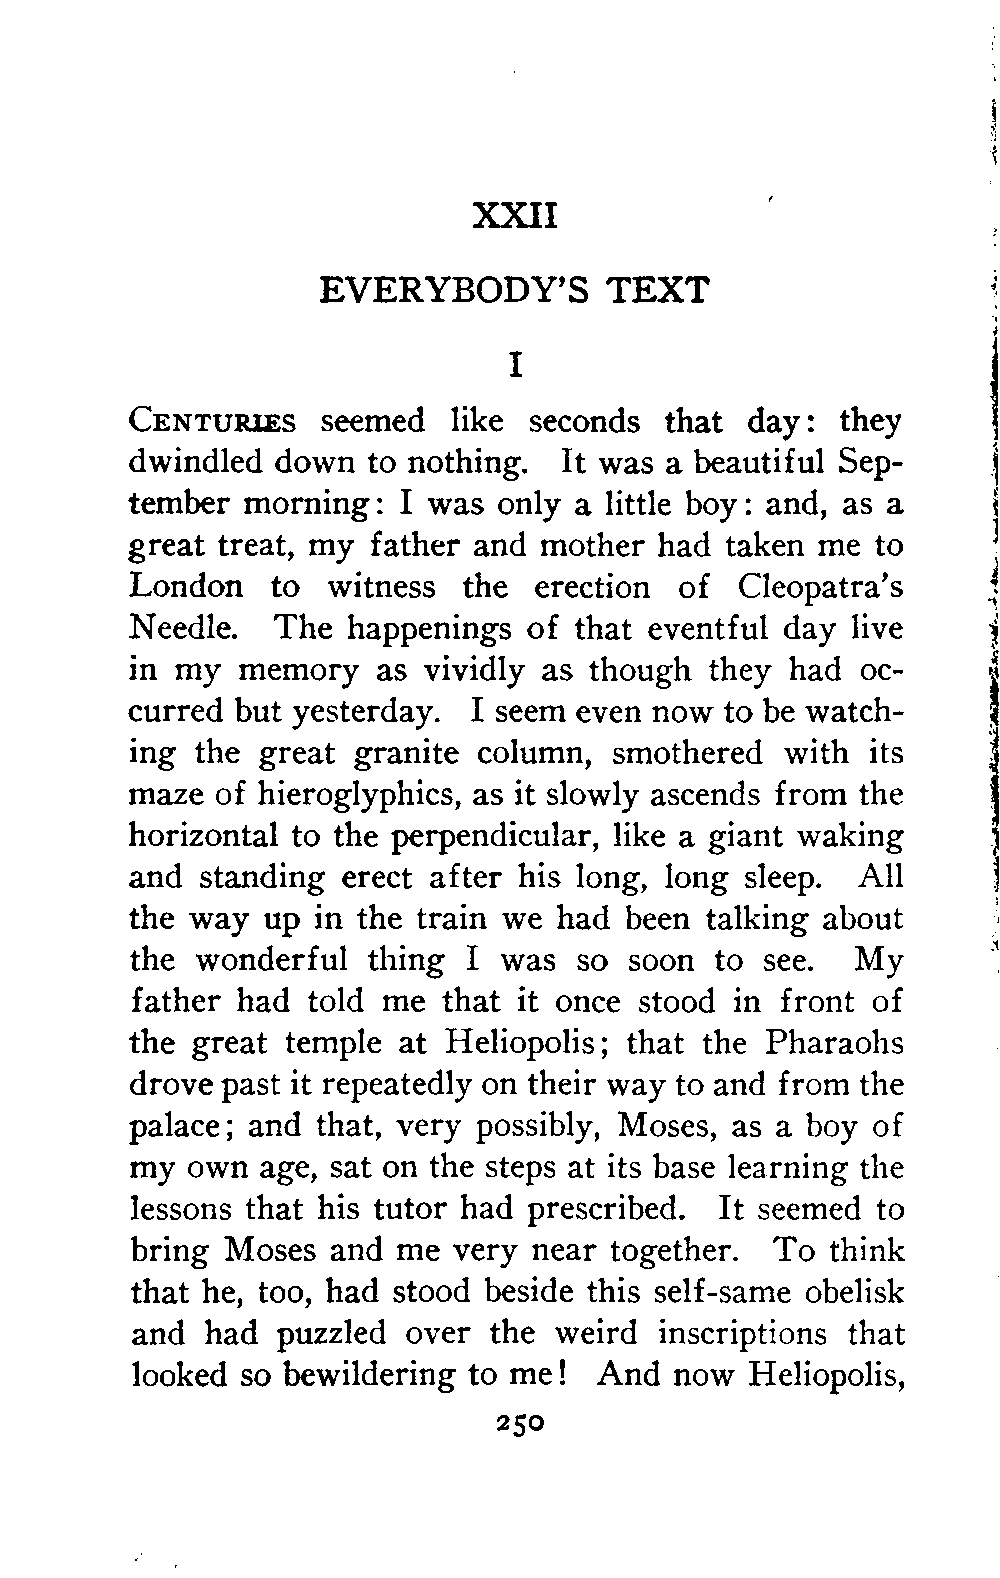 XXII
EVERYBODY'S TEXT
I
CENTURIES seemed like seconds that day: they
dwindled down to nothing. It was a beautiful Sep-
tember morning: I was only a little boy: and, as a
great treat, my father and mother had taken me to
London to witness the erection of Cleopatra's
Needle. The happenings of that eventful day live
in my memory as vividly as though they had oc-
curred but yesterday. I seem even now to be watch-
ing the great granite column, smothered with its
maze of hieroglyphics, as it slowly ascends from the
horizontal to the perpendicular, like a giant waking
and standing erect after his long, long sleep. All
the way up in the train we had been talking about
the wonderful thing I was so soon to see. My
father had told me that it once stood in front of
the great temple at Heliopolis; that the Pharaohs
drove past it repeatedly on their way to and from the
palace; and that, very possibly, Moses, as a boy of
my own age, sat on the steps at its base learning the
lessons that his tutor had prescribed. It seemed to
bring Moses and me very near together. To think
that he, too, had stood beside this self-same obelisk
and had puzzled over the weird inscriptions that
looked so bewildering to me! And now Heliopolis,
250